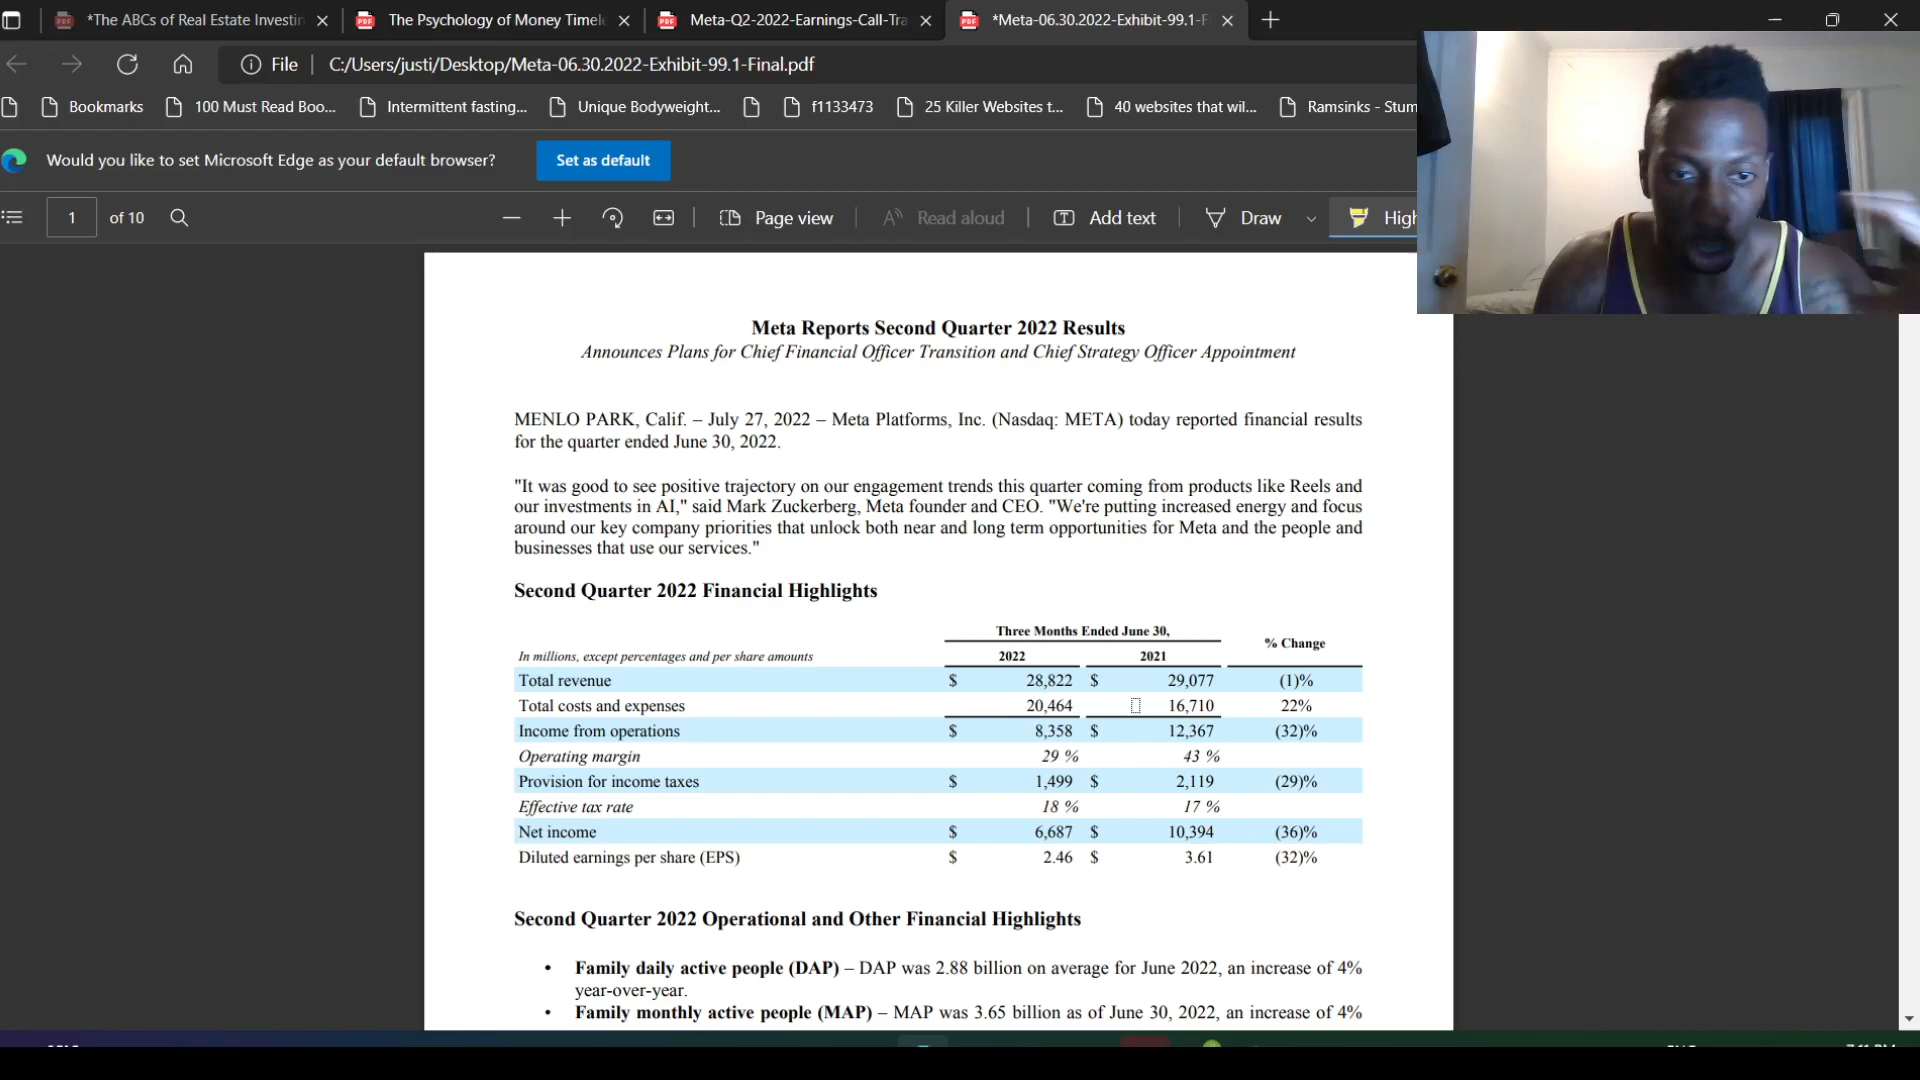 *The ABCs of Real Estate Investin
The Psychology of Money Timele
Meta-Q2-2022-Earnings-Call-Tra
*Meta-06.30.2022-Exhibit-99.1-F
File
C:/Users/justi/Desktop/Meta-06.30.2022-Exhibit-99.1-Final.pdf
Bookmarks
100 Must Read Boo...
Intermittent fasting...
Unique Bodyweight...
f1133473
25 Killer Websites t...
40 websites that wil...
Ramsinks - Stum
Would you like to set Microsoft Edge as your default browser?
Set as default
1 of 10
Page view
Read aloud
Add text
Draw
High
Meta Reports Second Quarter 2022 Results
Announces Plans for Chief Financial Officer Transition and Chief Strategy Officer Appointment
MENLO PARK, Calif. – July 27, 2022 – Meta Platforms, Inc. (Nasdaq: META) today reported financial results
for the quarter ended June 30, 2022.
"It was good to see positive trajectory on our engagement trends this quarter coming from products like Reels and
our investments in AI," said Mark Zuckerberg, Meta founder and CEO. "We're putting increased energy and focus
around our key company priorities that unlock both near and long term opportunities for Meta and the people and
businesses that use our services."
Second Quarter 2022 Financial Highlights
Three Months Ended June 30,
% Change
In millions, except percentages and per share amounts 2022 2021
Total revenue $ 28,822 $ 29,077 (1)%
Total costs and expenses 20,464 16,710 22%
Income from operations $ 8,358 $ 12,367 (32)%
Operating margin 29 % 43 %
Provision for income taxes $ 1,499 $ 2,119 (29)%
Effective tax rate 18 % 17 %
Net income $ 6,687 $ 10,394 (36)%
Diluted earnings per share (EPS) $ 2.46 $ 3.61 (32)%
Second Quarter 2022 Operational and Other Financial Highlights
• Family daily active people (DAP) – DAP was 2.88 billion on average for June 2022, an increase of 4%
year-over-year.
• Family monthly active people (MAP) – MAP was 3.65 billion as of June 30, 2022, an increase of 4%